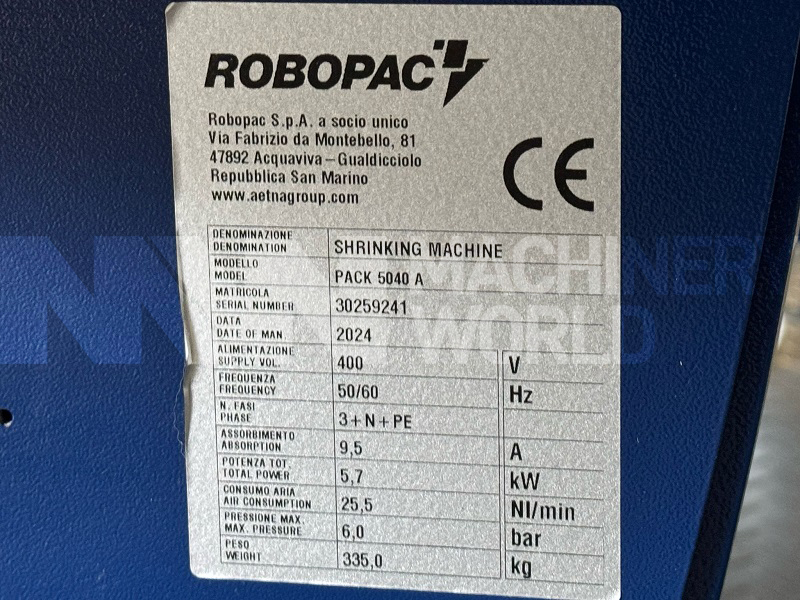 ROBOPAC
Robopac S.p.A. a socio unico
Via Fabrizio da Montebello, 81
47892 Acquaviva – Gualdicciolo
Repubblica San Marino
www.aetnagroup.com
CE
DENOMINAZIONE
DENOMINATION SHRINKING MACHINE
MODELLO
MODEL PACK 5040 A
MATRICOLA
SERIAL NUMBER 30259241
DATA
DATE OF MAN. 2024
ALIMENTAZIONE
SUPPLY VOL. 400 V
FREQUENZA
FREQUENCY 50/60 Hz
N. FASI
PHASE 3+N+PE
ASSORBIMENTO
ABSORPTION 9,5 A
POTENZA TOT.
TOTAL POWER 5,7 kW
CONSUMO ARIA
AIR CONSUMPTION 25,5 Nl/min
PRESSIONE MAX.
MAX. PRESSURE 6,0 bar
PESO
WEIGHT 335,0 kg
MACHINERY
WORLD